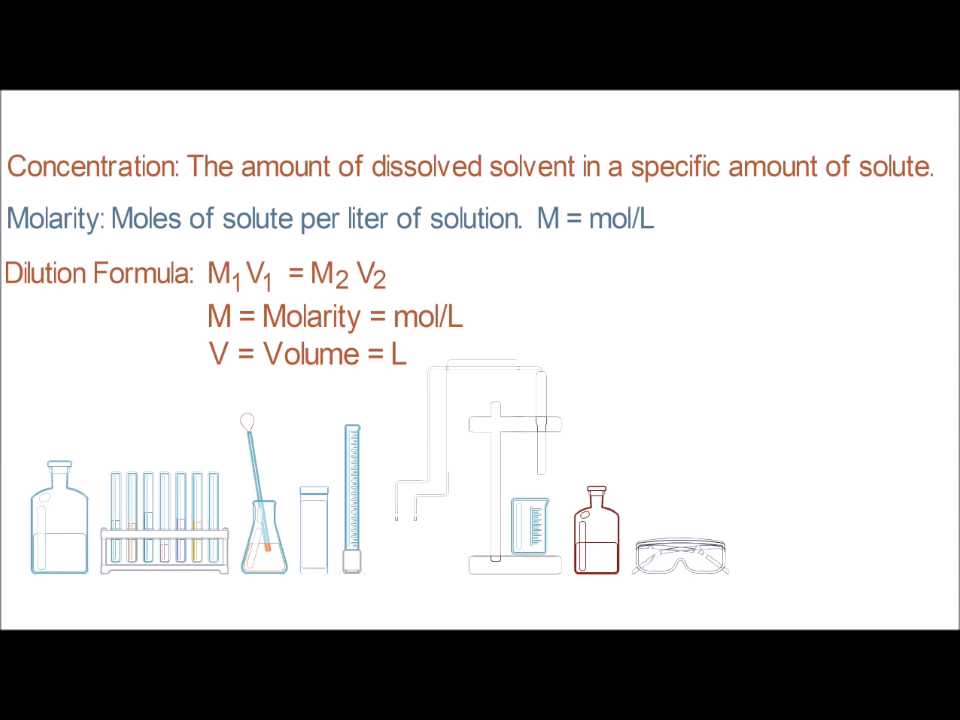 Concentration: The amount of dissolved solvent in a specific amount of solute.
Molarity: Moles of solute per liter of solution. M = mol/L
Dilution Formula: M₁V₁ = M₂ V₂
M = Molarity = mol/L
V = Volume = L